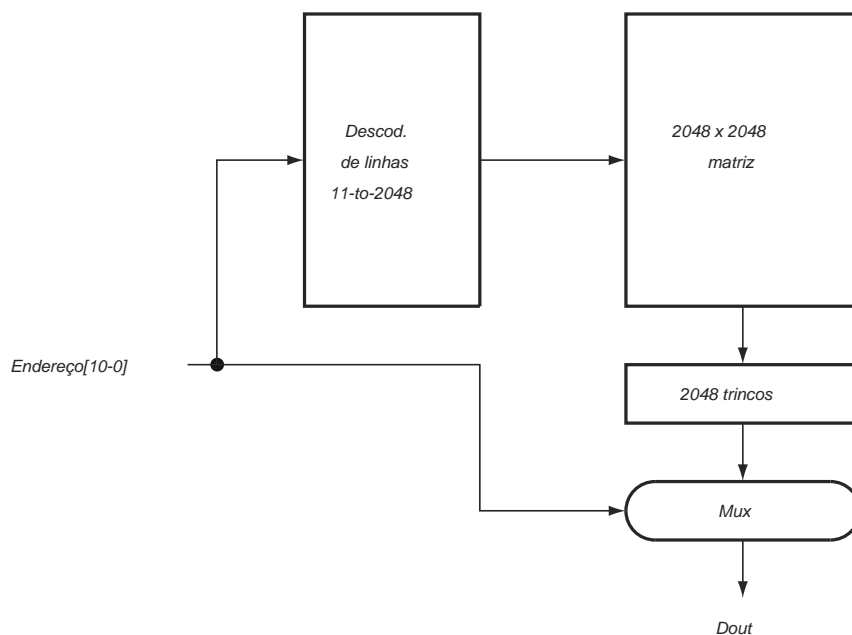 Descod.
de linhas
11-to-2048
2048 x 2048
matriz
Endereço[10-0]
2048 trincos
Mux
Dout